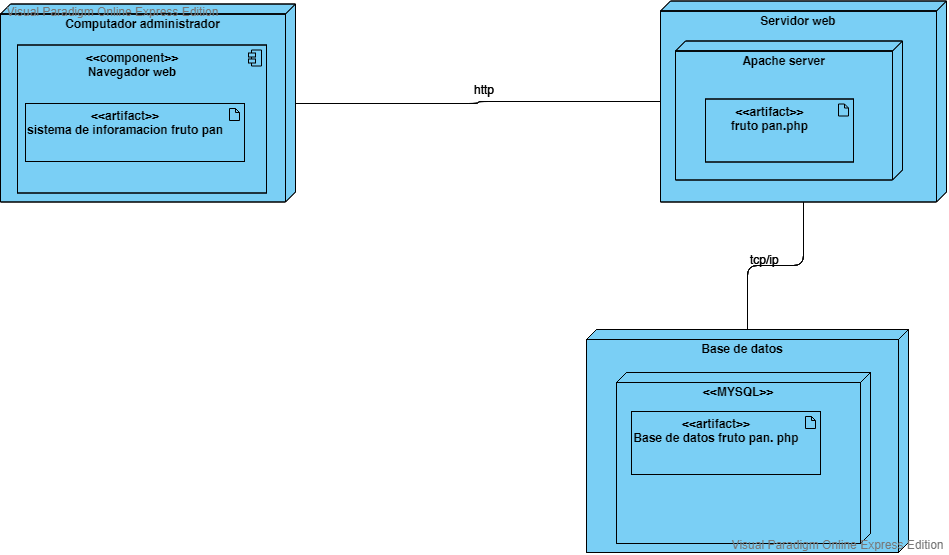 Visual Paradigm Online Express Edition
Computador administrador
<<component>>
Navegador web
<<artifact>>
sistema de inforamacion fruto pan
http
Servidor web
Apache server
<<artifact>>
fruto pan.php
tcp/ip
Base de datos
<<MYSQL>>
<<artifact>>
Base de datos fruto pan. php
Visual Paradigm Online Express Edition